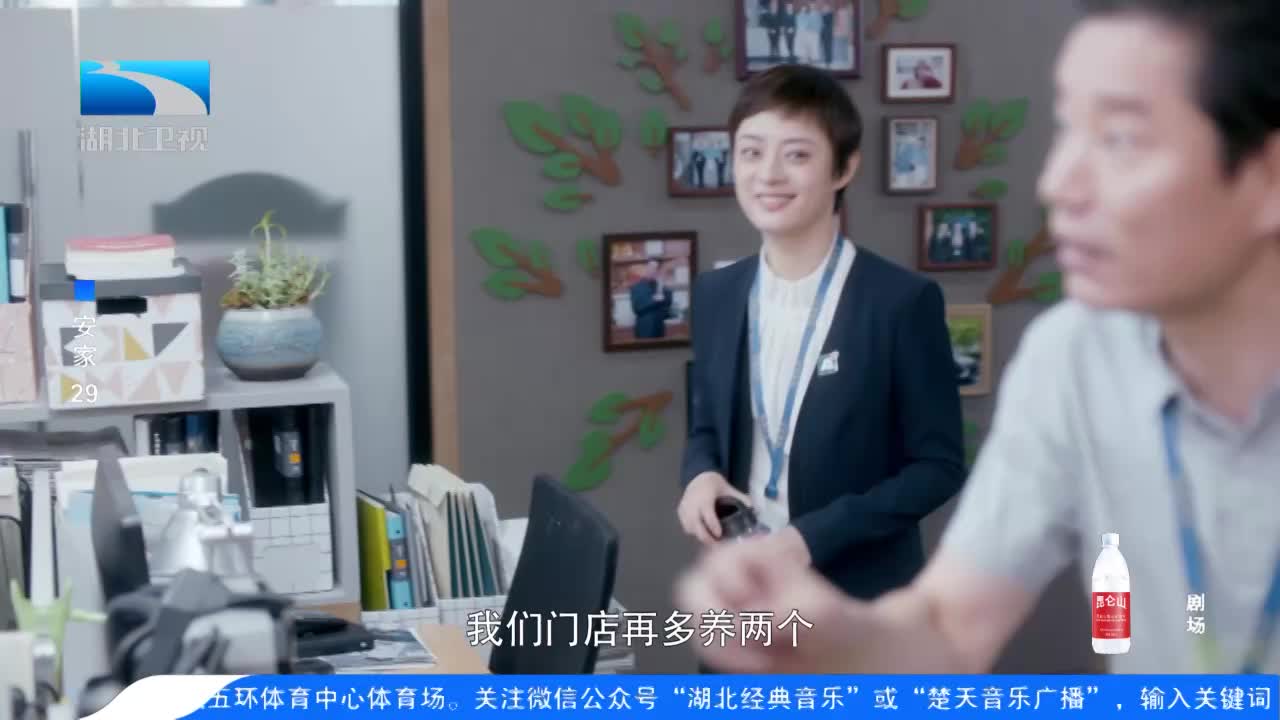 湖北卫视
安家
29
我们门店再多养两个
昆仑山
剧场
五环体育中心体育场。关注微信公众号“湖北经典音乐”或“楚天音乐广播”，输入关键词